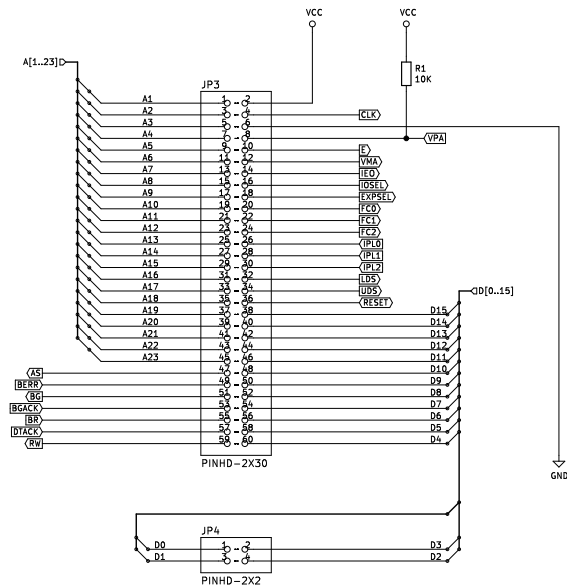 VCC
VCC
A[1..23]
R1
10K
JP3
A1 1 2
A2 3 4 CLK
A3 5 6
A4 7 8 VPA
A5 9 10 E
A6 11 12 VMA
A7 13 14 IEO
A8 15 16 IOSEL
A9 17 18 EXPSEL
A10 19 20 FC0
A11 21 22 FC1
A12 23 24 FC2
A13 25 26 IPL0
A14 27 28 IPL1
A15 29 30 IPL2
A16 31 32 LDS
A17 33 34 UDS
A18 35 36 RESET
D[0..15]
A19 37 38 D15
A20 39 40 D14
A21 41 42 D13
A22 43 44 D12
A23 45 46 D11
AS 47 48 D10
BERR 49 50 D9
BG 51 52 D8
BGACK 53 54 D7
BR 55 56 D6
DTACK 57 58 D5
RW 59 60 D4
PINHD-2X30
GND
JP4
D0 1 2 D3
D1 3 4 D2
PINHD-2X2